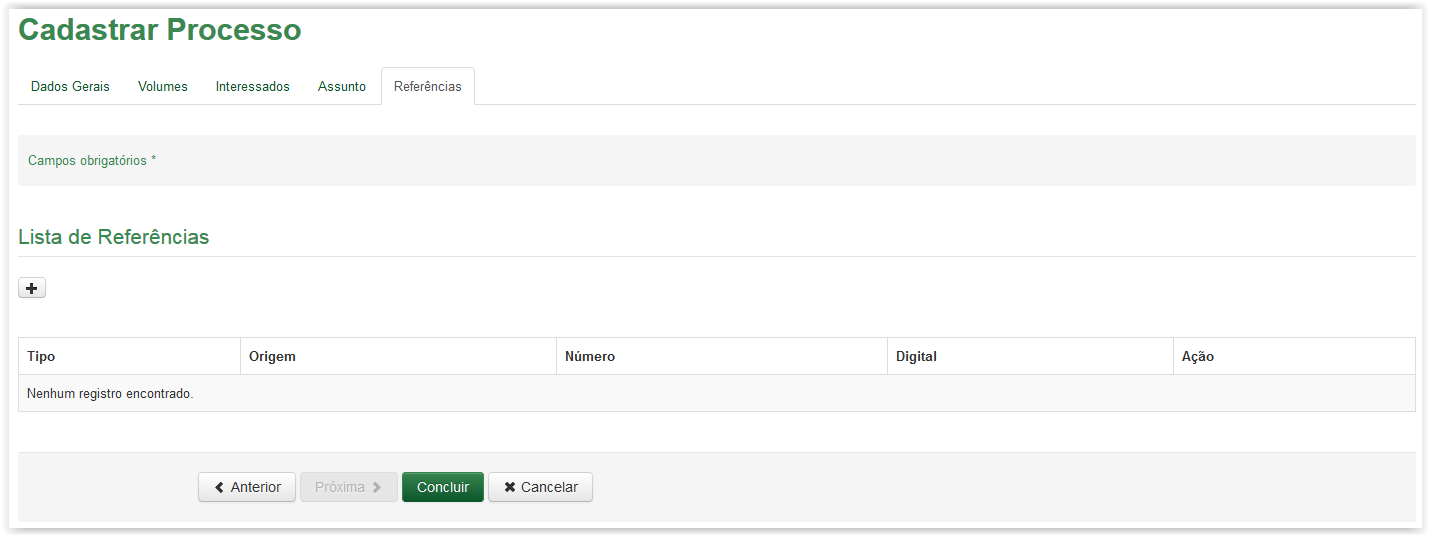 Cadastrar Processo
Dados Gerais Volumes Interessados Assunto Referências
Campos obrigatórios *
Lista de Referências
Tipo Origem Número Digital Ação
Nenhum registro encontrado.
Anterior Próxima Concluir Cancelar